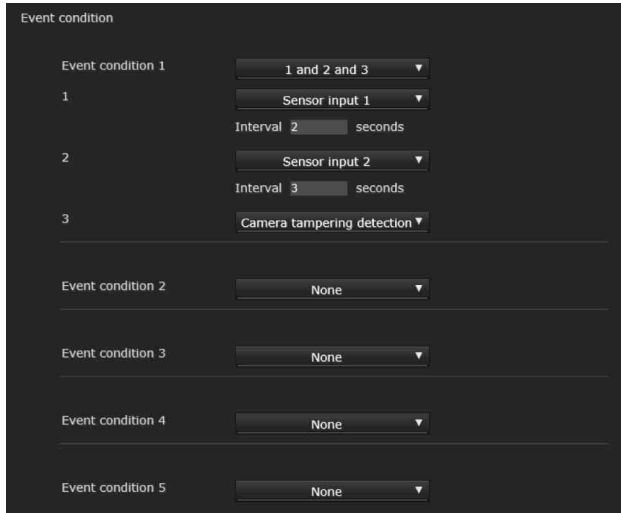 Event condition
Event condition 1 1 and 2 and 3
1 Sensor input 1
Interval 2 seconds
2 Sensor input 2
Interval 3 seconds
3 Camera tampering detection
Event condition 2 None
Event condition 3 None
Event condition 4 None
Event condition 5 None